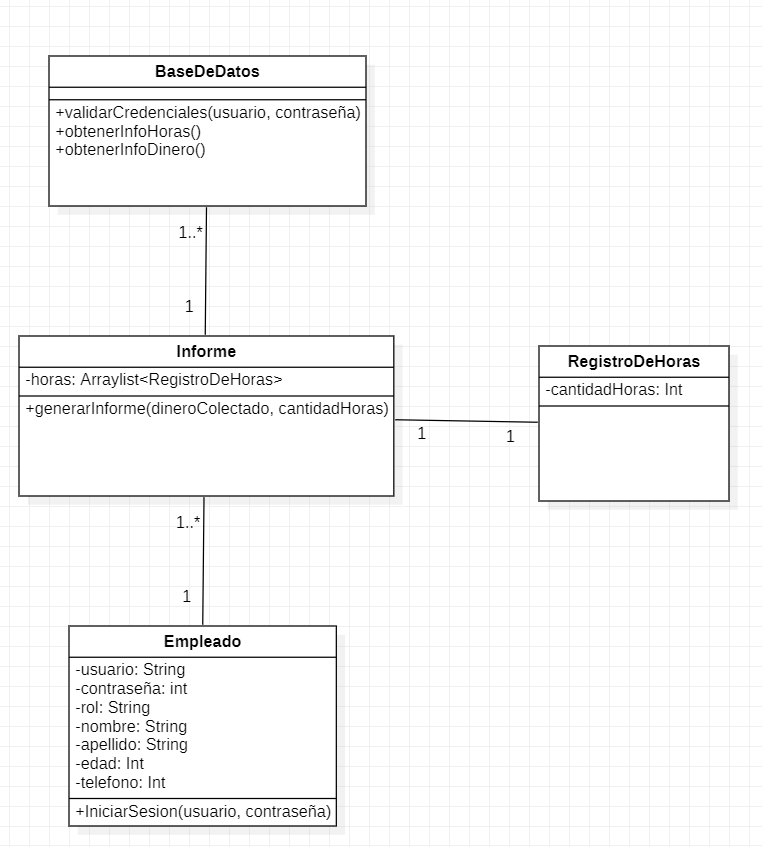 BaseDeDatos
+validarCredenciales(usuario, contraseña)
+obtenerInfoHoras()
+obtenerInfoDinero()
1..*
1
Informe
-horas: Arraylist<RegistroDeHoras>
+generarInforme(dineroColectado, cantidadHoras)
RegistroDeHoras
-cantidadHoras: Int
1
1
1..*
1
Empleado
-usuario: String
-contraseña: int
-rol: String
-nombre: String
-apellido: String
-edad: Int
-telefono: Int
+IniciarSesion(usuario, contraseña)